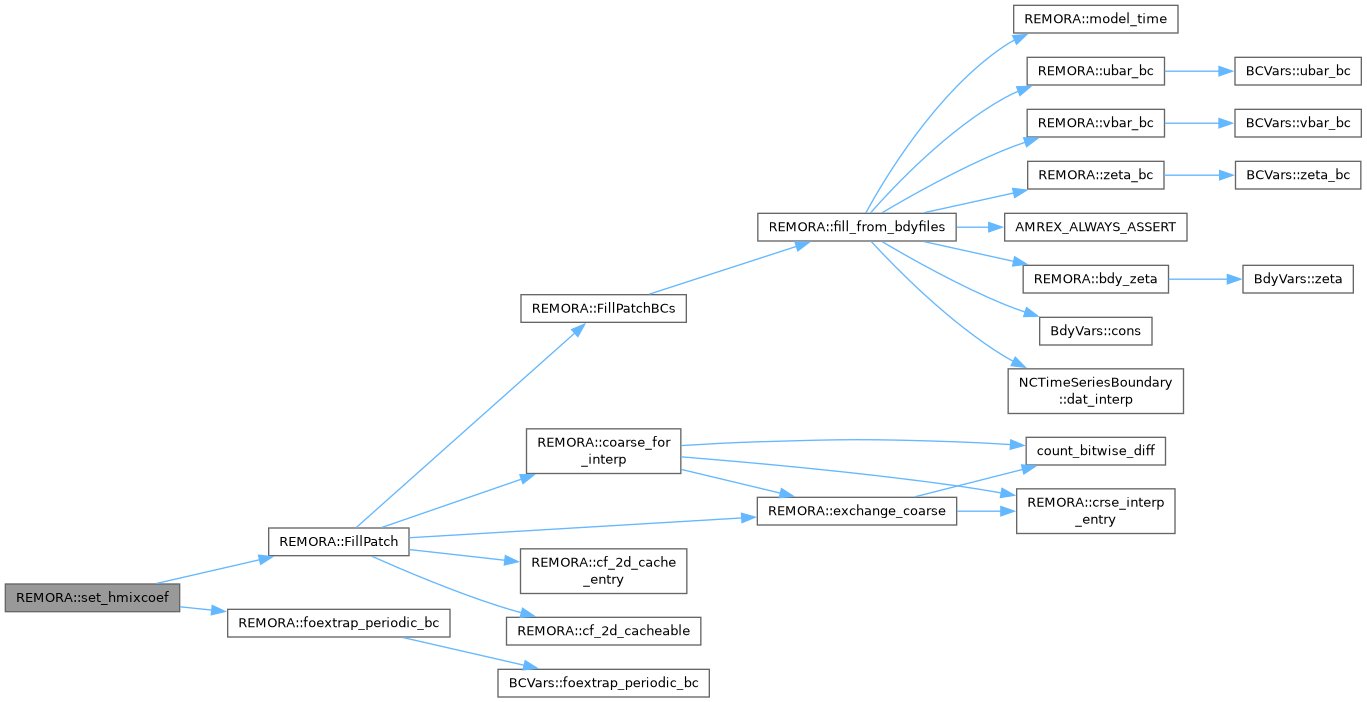 REMORA::model_time
REMORA::ubar_bc
BCVars::ubar_bc
REMORA::vbar_bc
BCVars::vbar_bc
REMORA::zeta_bc
BCVars::zeta_bc
REMORA::fill_from_bdyfiles
AMREX_ALWAYS_ASSERT
REMORA::bdy_zeta
BdyVars::zeta
REMORA::FillPatchBCs
BdyVars::cons
NCTimeSeriesBoundary
::dat_interp
REMORA::coarse_for
_interp
count_bitwise_diff
REMORA::exchange_coarse
REMORA::crse_interp
_entry
REMORA::FillPatch
REMORA::cf_2d_cache
_entry
REMORA::set_hmixcoef
REMORA::foextrap_periodic_bc
REMORA::cf_2d_cacheable
BCVars::foextrap_periodic_bc